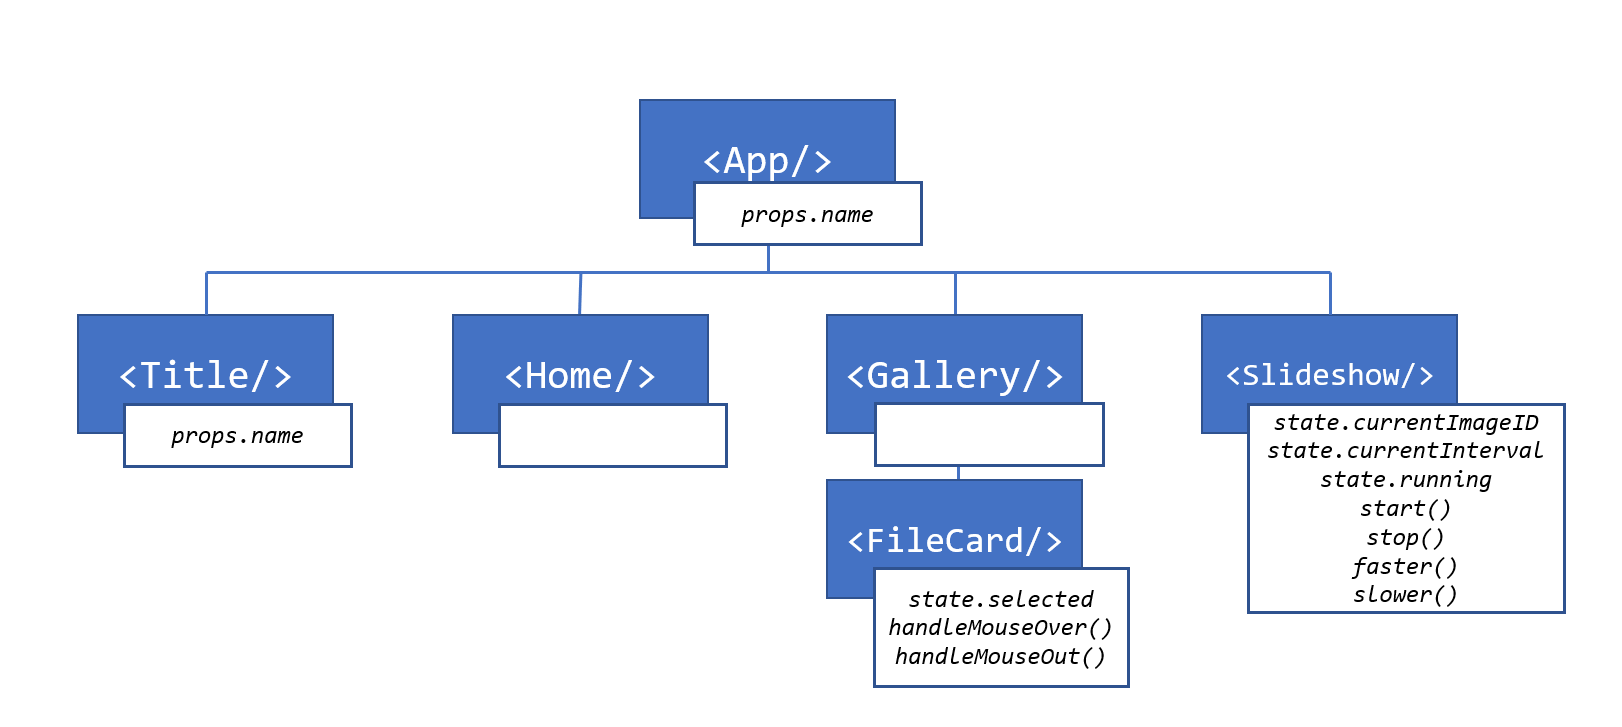 <App/>
props.name
<Title/>
props.name
<Home/>
<Gallery/>
<FileCard/>
state.selected
handleMouseOver()
handleMouseOut()
<Slideshow/>
state.currentImageID
state.currentInterval
state.running
start()
stop()
faster()
slower()